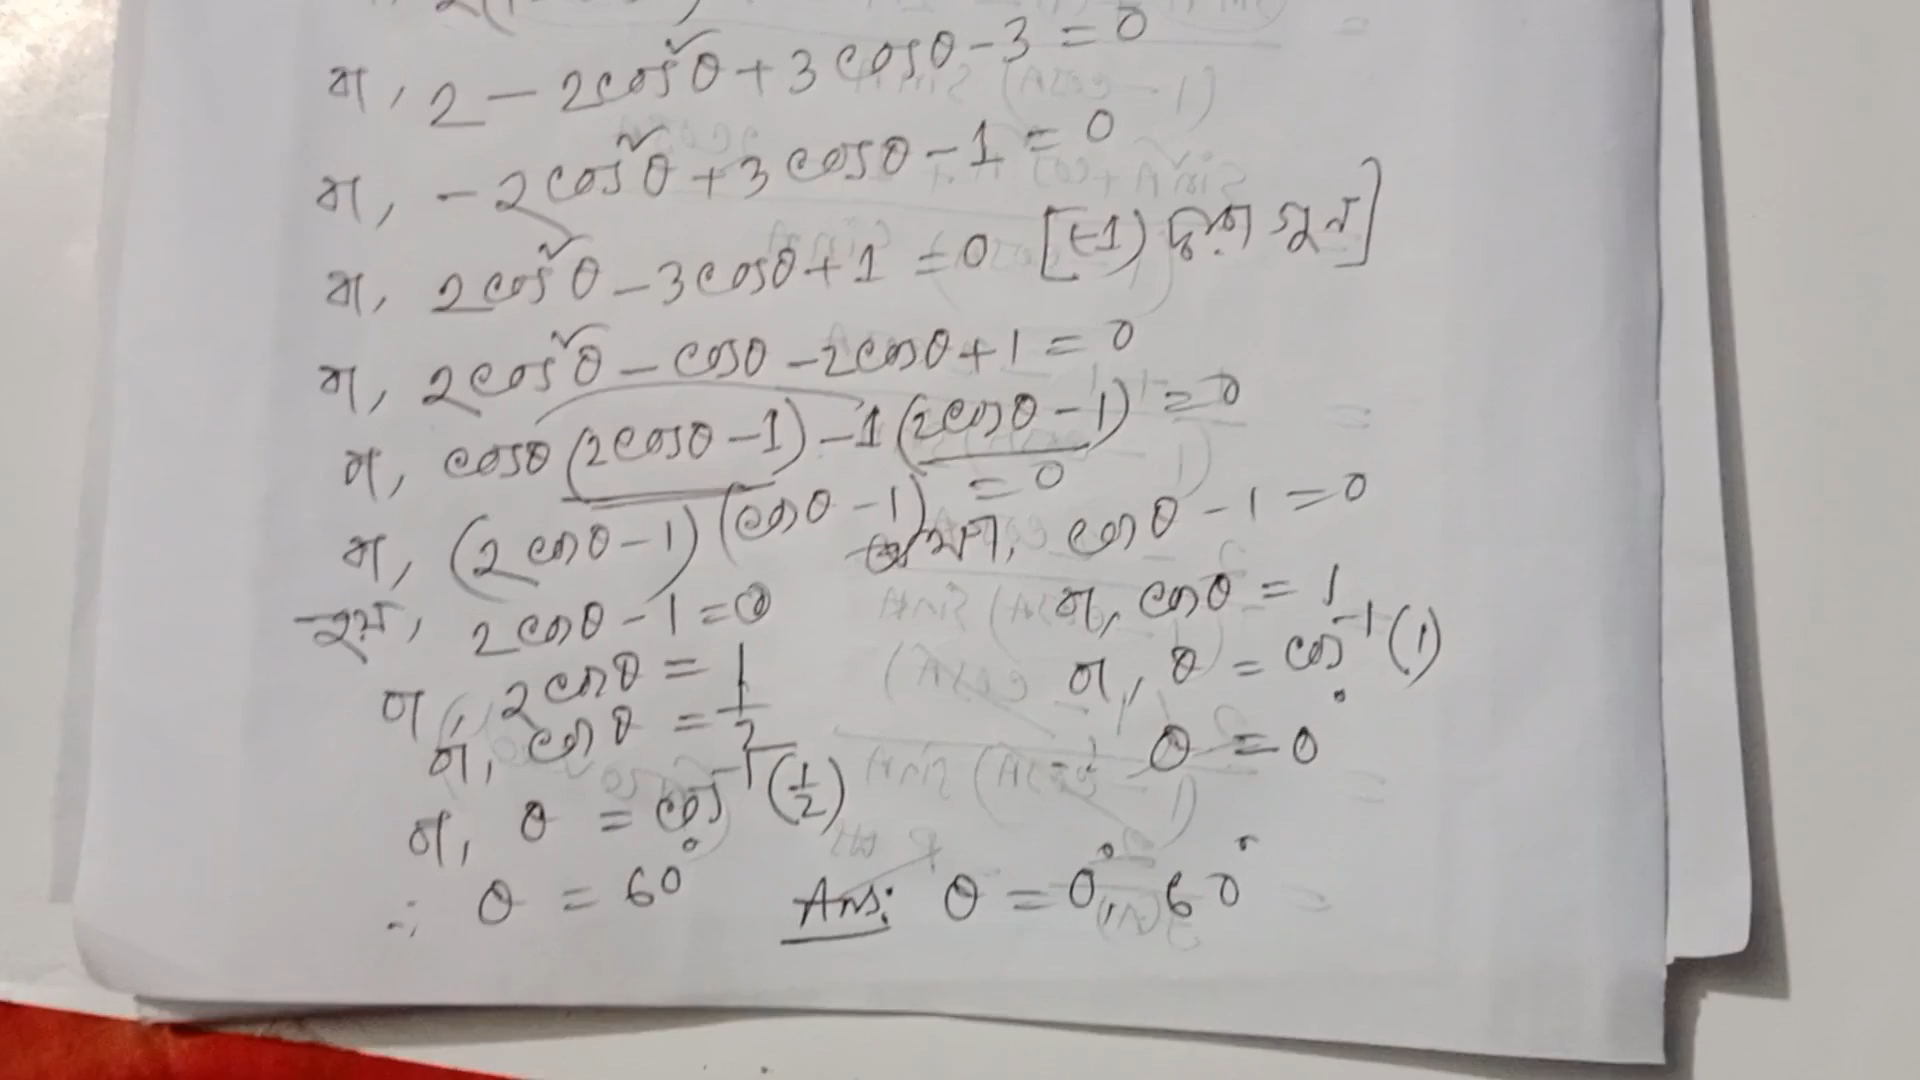 বা, 2 - 2cos²θ + 3cosθ - 3 = 0
বা, - 2cos²θ + 3cosθ - 1 = 0
বা, 2cos²θ - 3cosθ + 1 = 0 [(-1) দ্বারা গুন]
বা, 2cos²θ - cosθ - 2cosθ + 1 = 0
বা, cosθ (2cosθ - 1) - 1 (2cosθ - 1) = 0
বা, (2cosθ - 1) (cosθ - 1) = 0
হয়, 2cosθ - 1 = 0
বা, 2cosθ = 1
বা, cosθ = 1/2
বা, θ = cos⁻¹ (1/2)
∴ θ = 60°
অথবা, cosθ - 1 = 0
বা, cosθ = 1
বা, θ = cos⁻¹ (1)
θ = 0°
Ans: θ = 0°, 60°